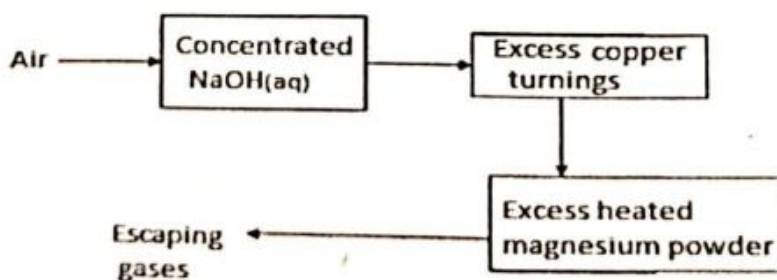 Air
Concentrated
NaOH(aq)
Excess copper
turnings
Excess heated
magnesium powder
Escaping
gases